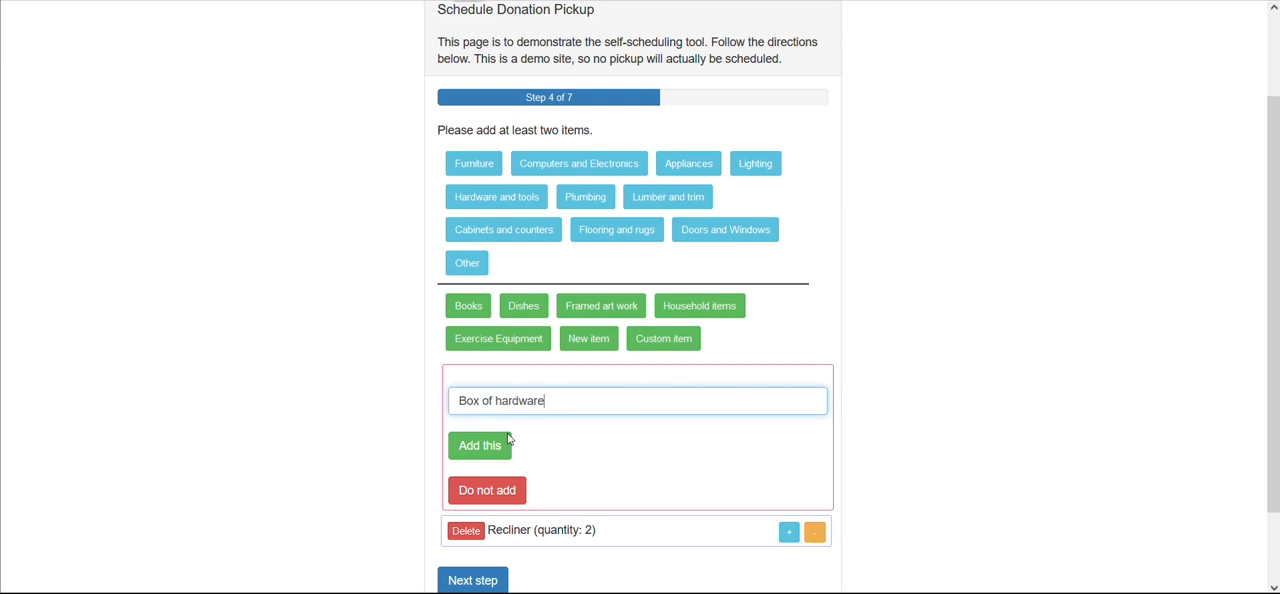 Schedule Donation Pickup
This page is to demonstrate the self-scheduling tool. Follow the directions
below. This is a demo site, so no pickup will actually be scheduled.
Step 4 of 7
Please add at least two items.
Furniture Computers and Electronics Appliances Lighting
Hardware and tools Plumbing Lumber and trim
Cabinets and counters Flooring and rugs Doors and Windows
Other
Books Dishes Framed art work Household items
Exercise Equipment New item Custom item
Box of hardware
Add this
Do not add
Delete Recliner (quantity: 2) + -
Next step